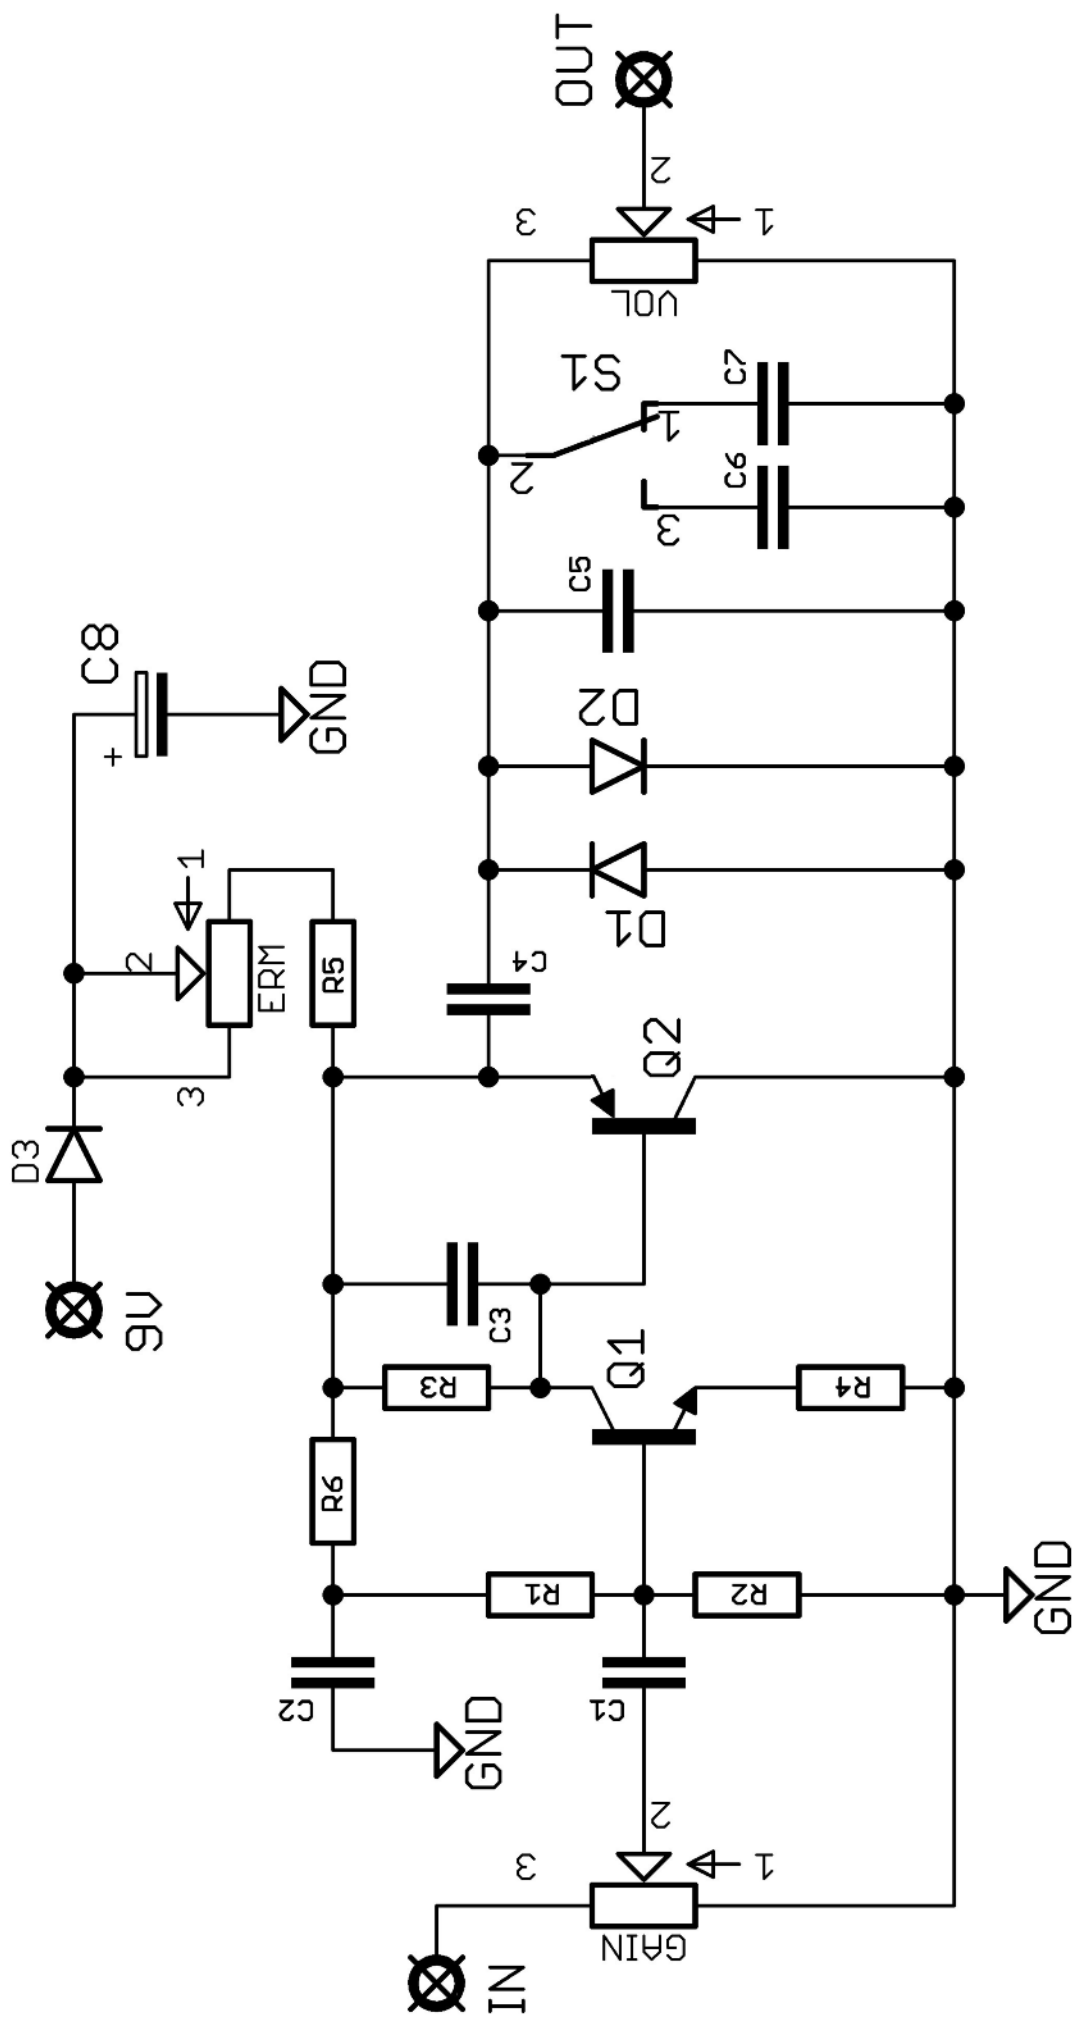 OUT
2
3
1
VOL
S1
C7
1
2
C6
3
C5
C8
+
GND
D2
1
2
ERM
D1
R5
C4
3
Q2
D3
9V
C3
Q1
R3
R4
R6
R1
R2
GND
C2
C1
GND
2
3
1
GAIN
IN